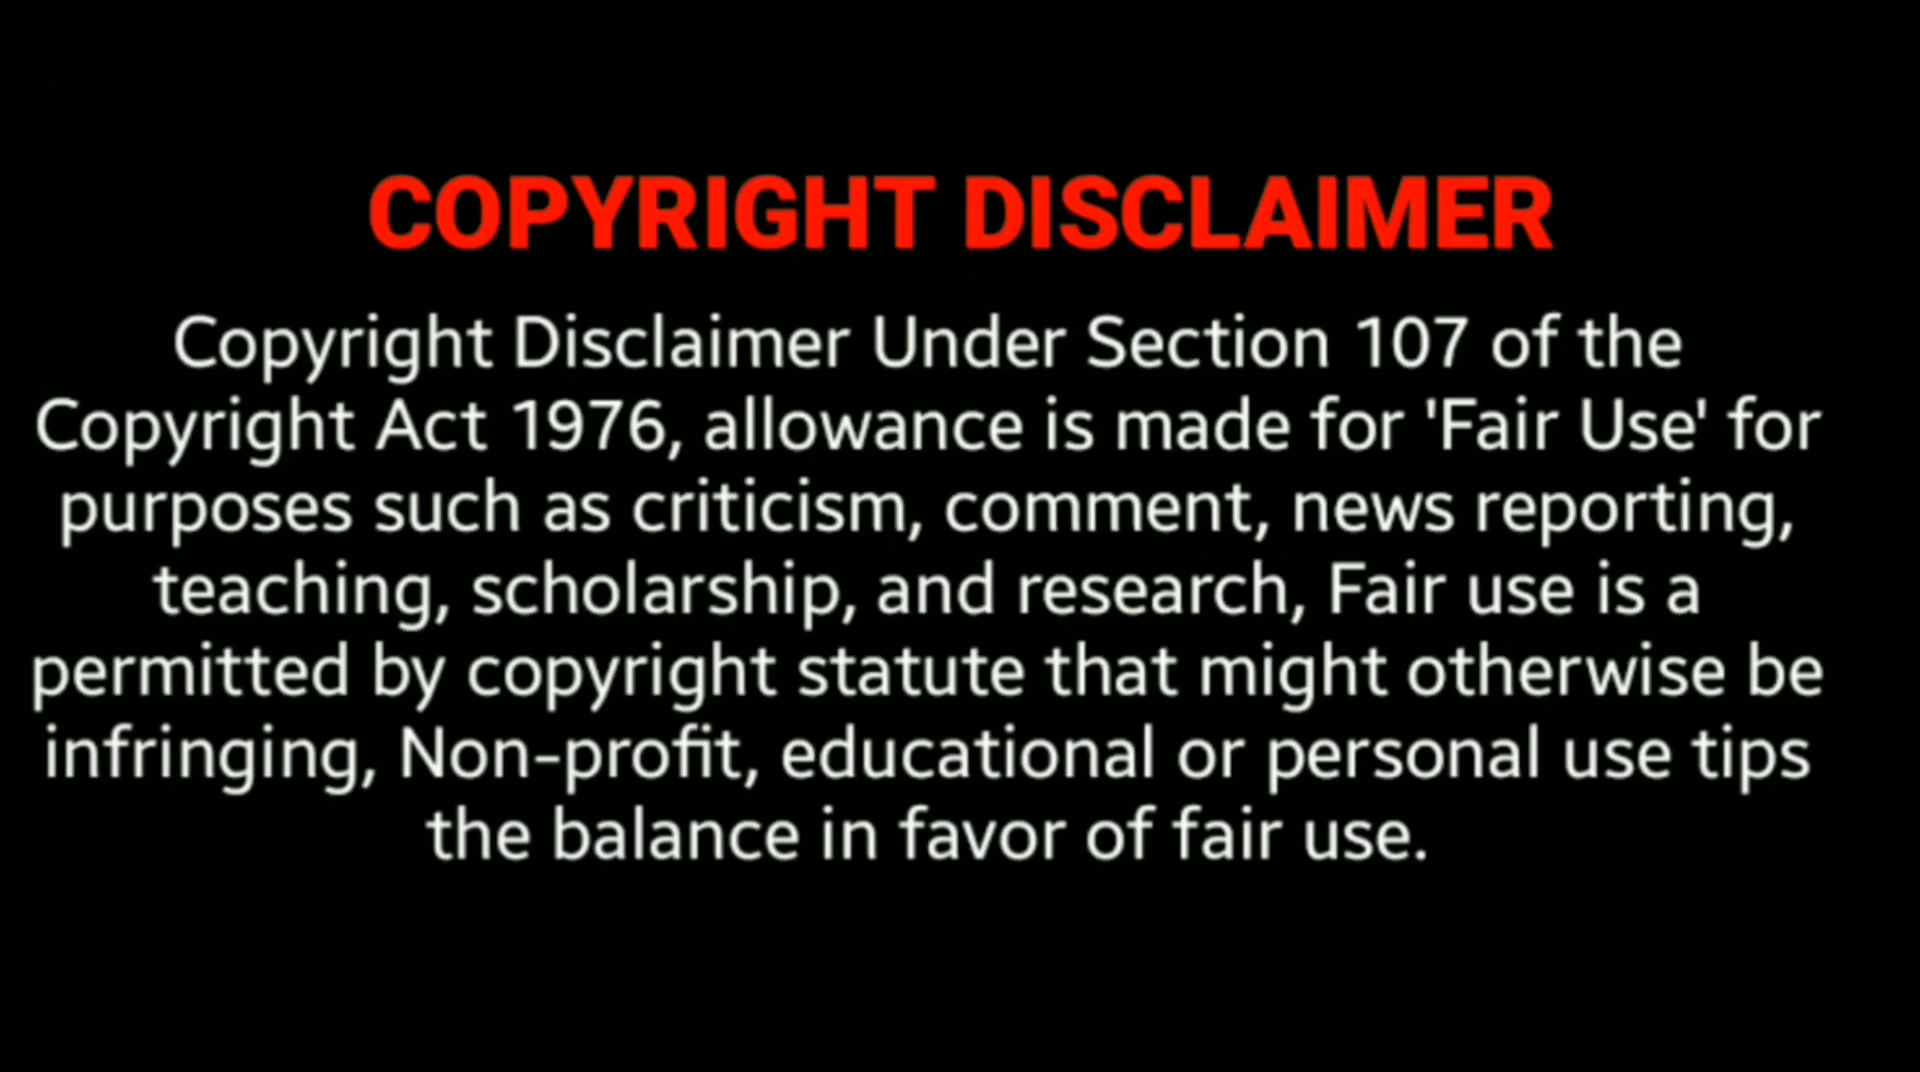 COPYRIGHT DISCLAIMER
Copyright Disclaimer Under Section 107 of the
Copyright Act 1976, allowance is made for 'Fair Use' for
purposes such as criticism, comment, news reporting,
teaching, scholarship, and research, Fair use is a
permitted by copyright statute that might otherwise be
infringing, Non-profit, educational or personal use tips
the balance in favor of fair use.